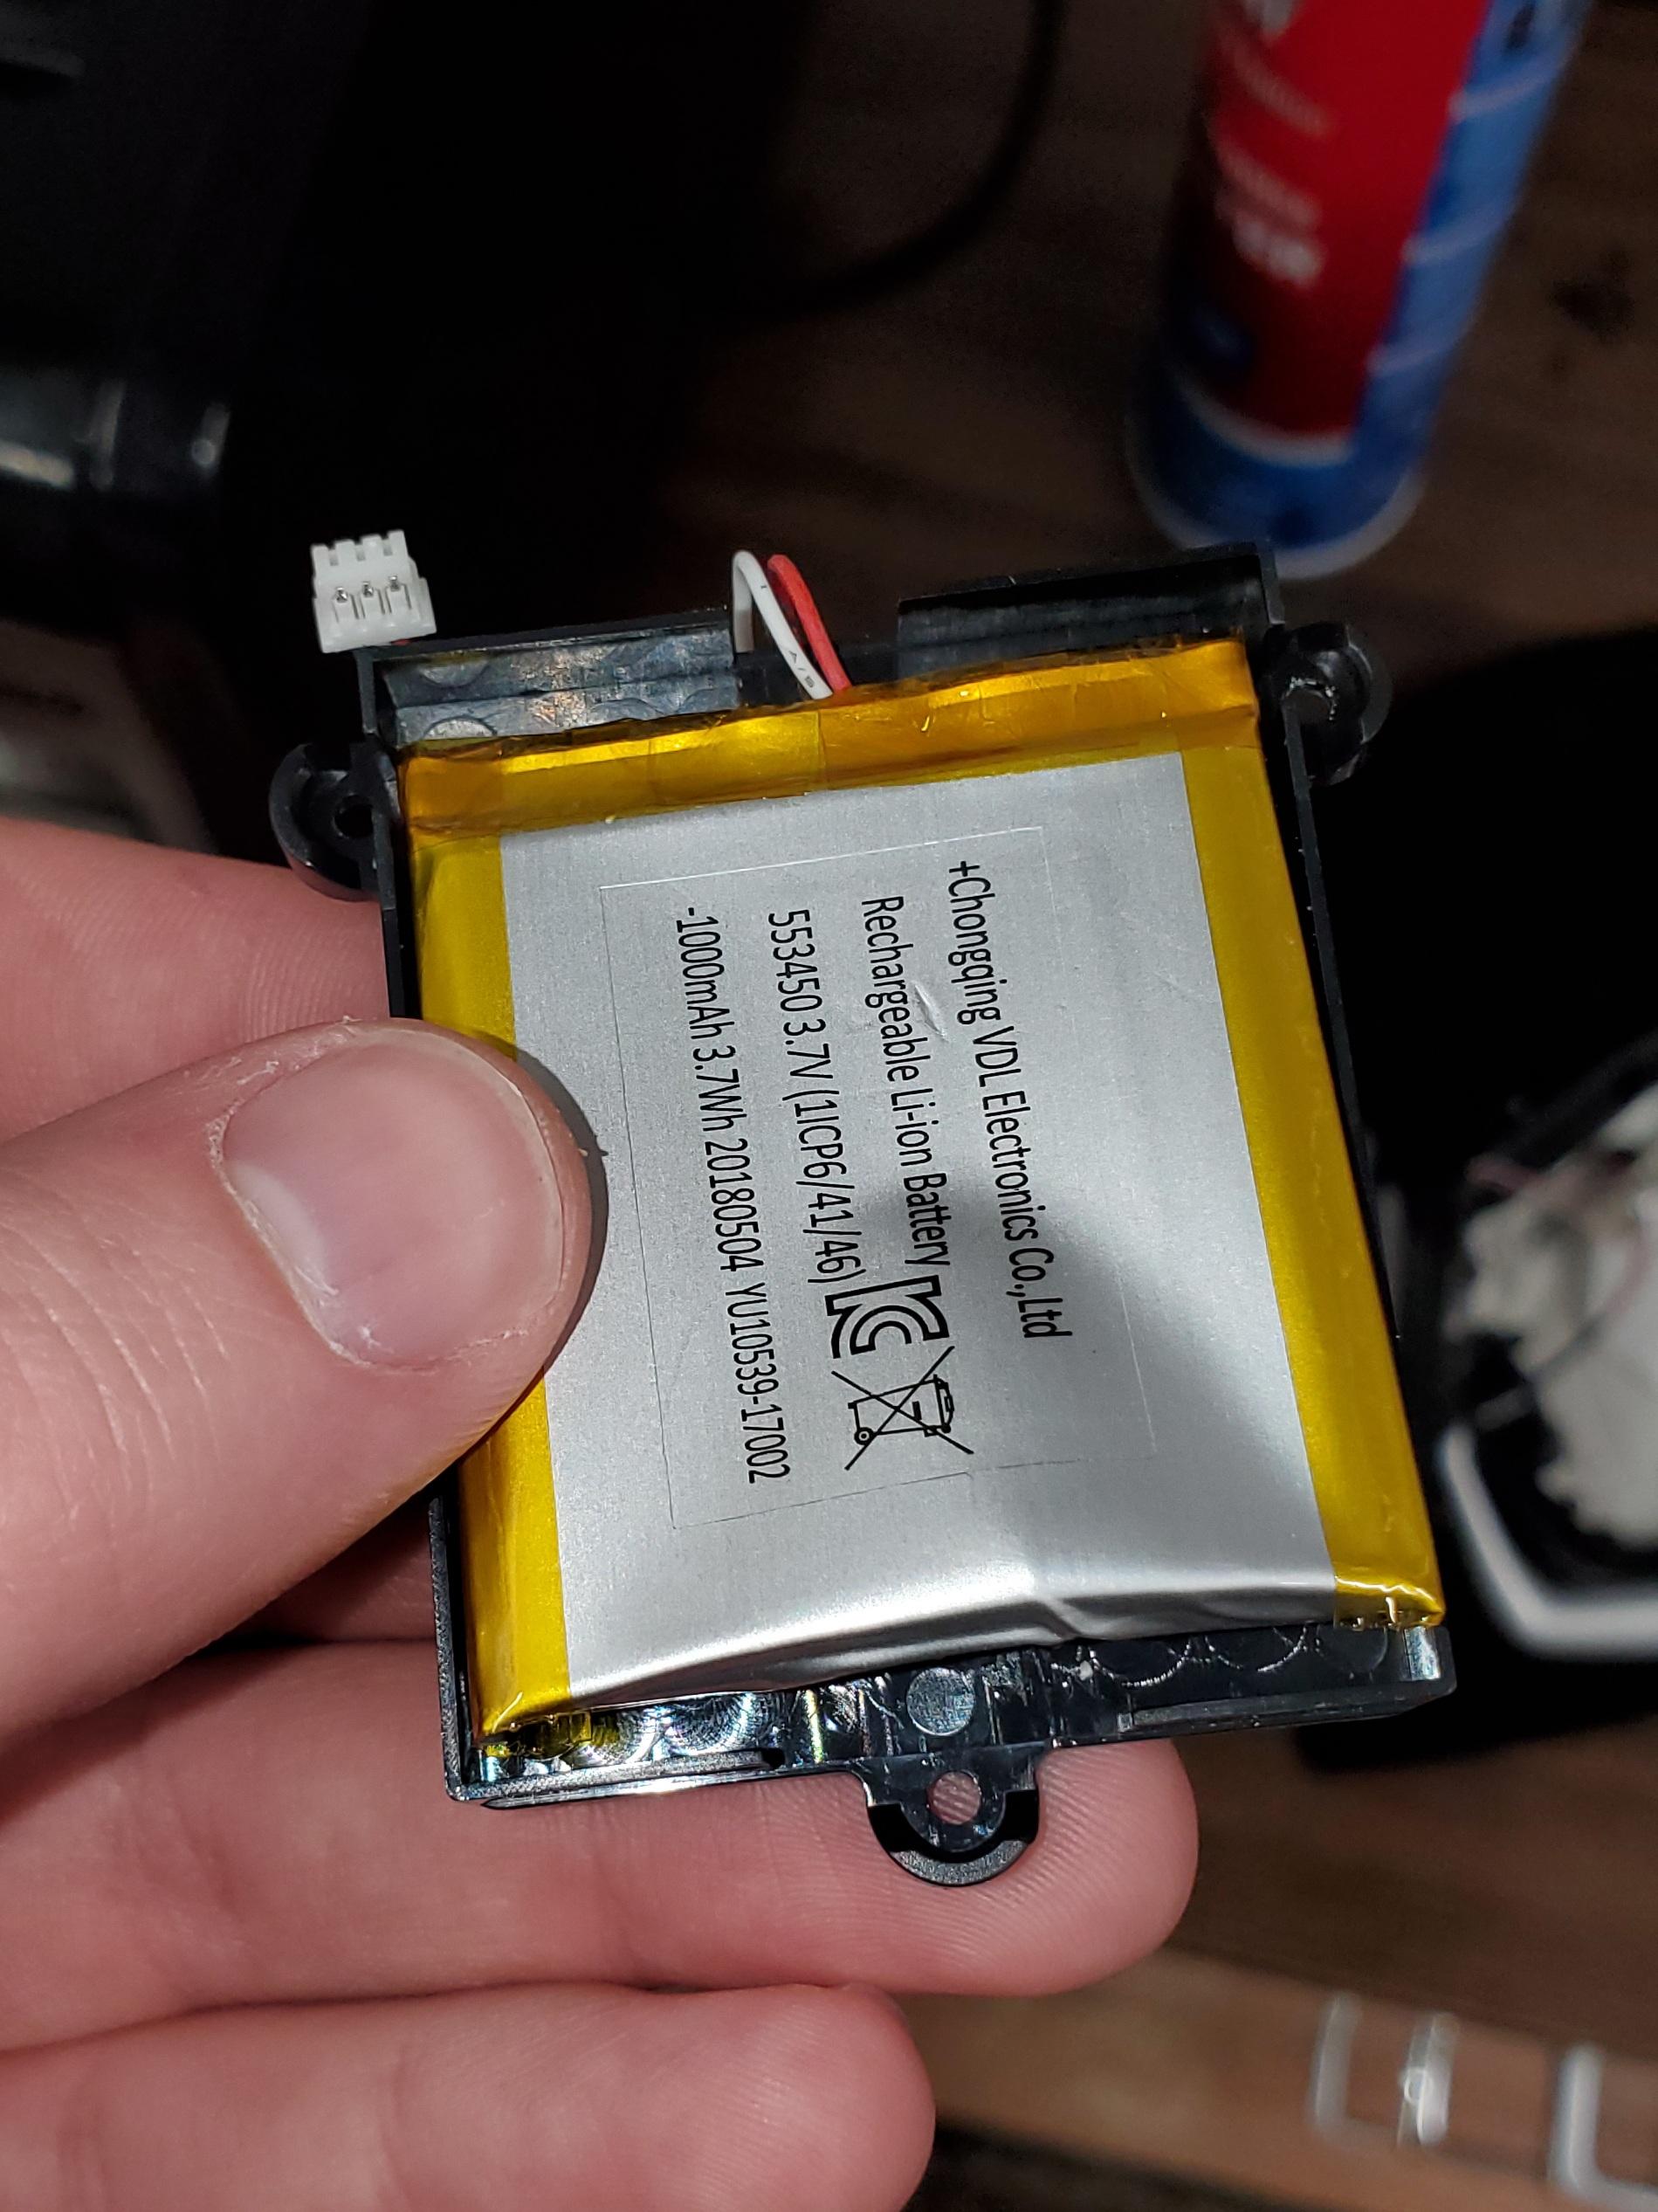 +Chongqing VDL Electronics Co.,Ltd
Rechargeable Li-ion Battery
553450 3.7V (1ICP6/41/46)
-1000mAh 3.7Wh 20180504 YU10539-17002